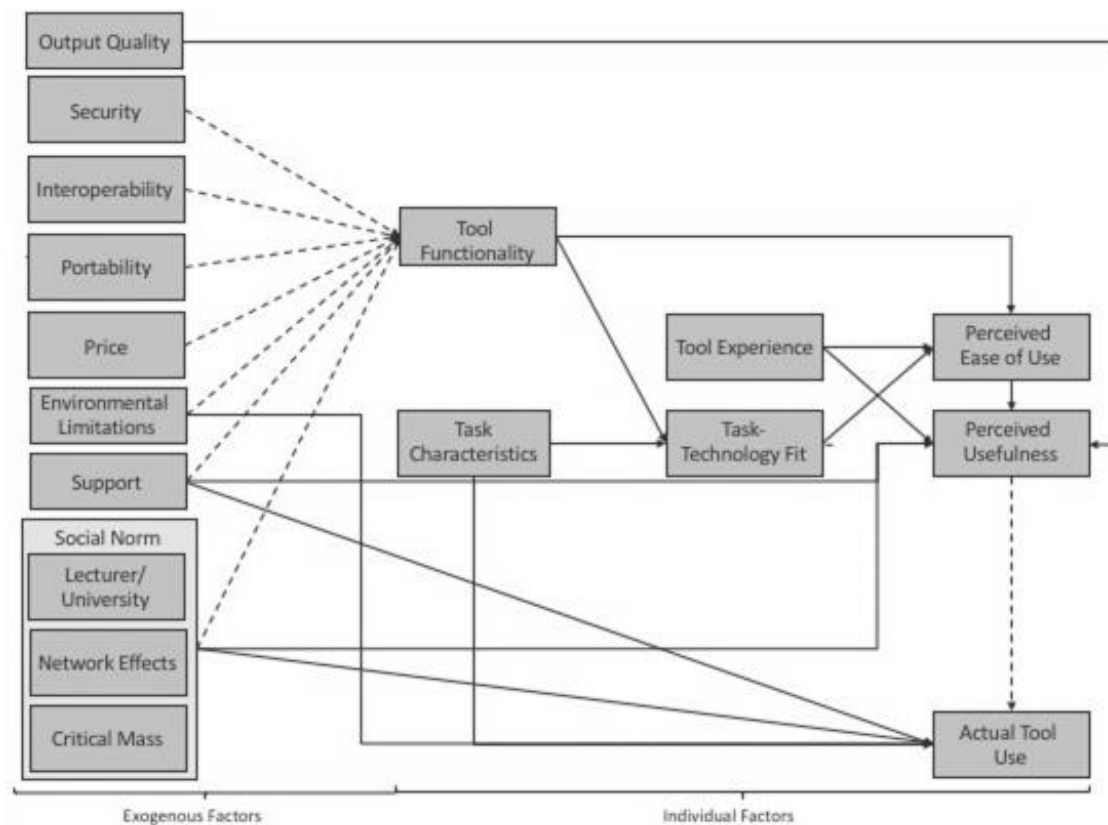 Output Quality
Security
Interoperability
Portability
Price
Environmental
Limitations
Support
Social Norm
Lecturer/
University
Network Effects
Critical Mass
Tool
Functionality
Task
Characteristics
Tool Experience
Task-
Technology Fit
Perceived
Ease of Use
Perceived
Usefulness
Actual Tool
Use
Exogenous Factors
Individual Factors